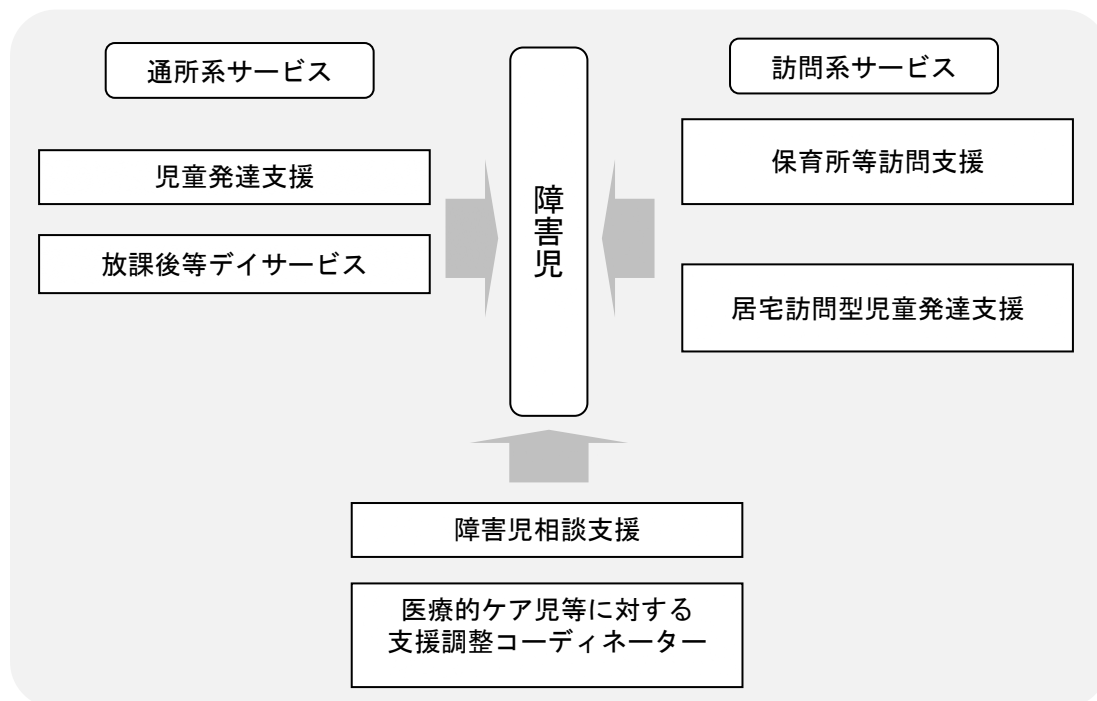 通所系サービス
児童発達支援
放課後等デイサービス
障害児
訪問系サービス
保育所等訪問支援
居宅訪問型児童発達支援
障害児相談支援
医療的ケア児等に対する
支援調整コーディネーター